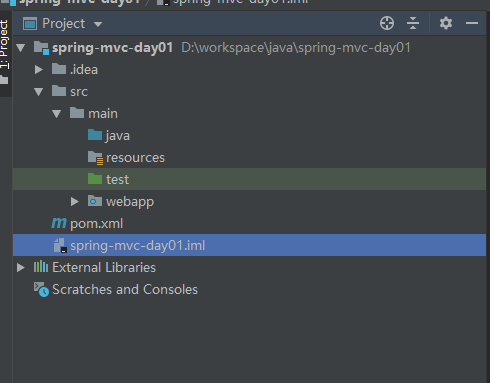 spring-mvc-day01 spring-mvc-day01.iml
1: Project
Project
spring-mvc-day01 D:\workspace\java\spring-mvc-day01
.idea
src
main
java
resources
test
webapp
pom.xml
spring-mvc-day01.iml
External Libraries
Scratches and Consoles